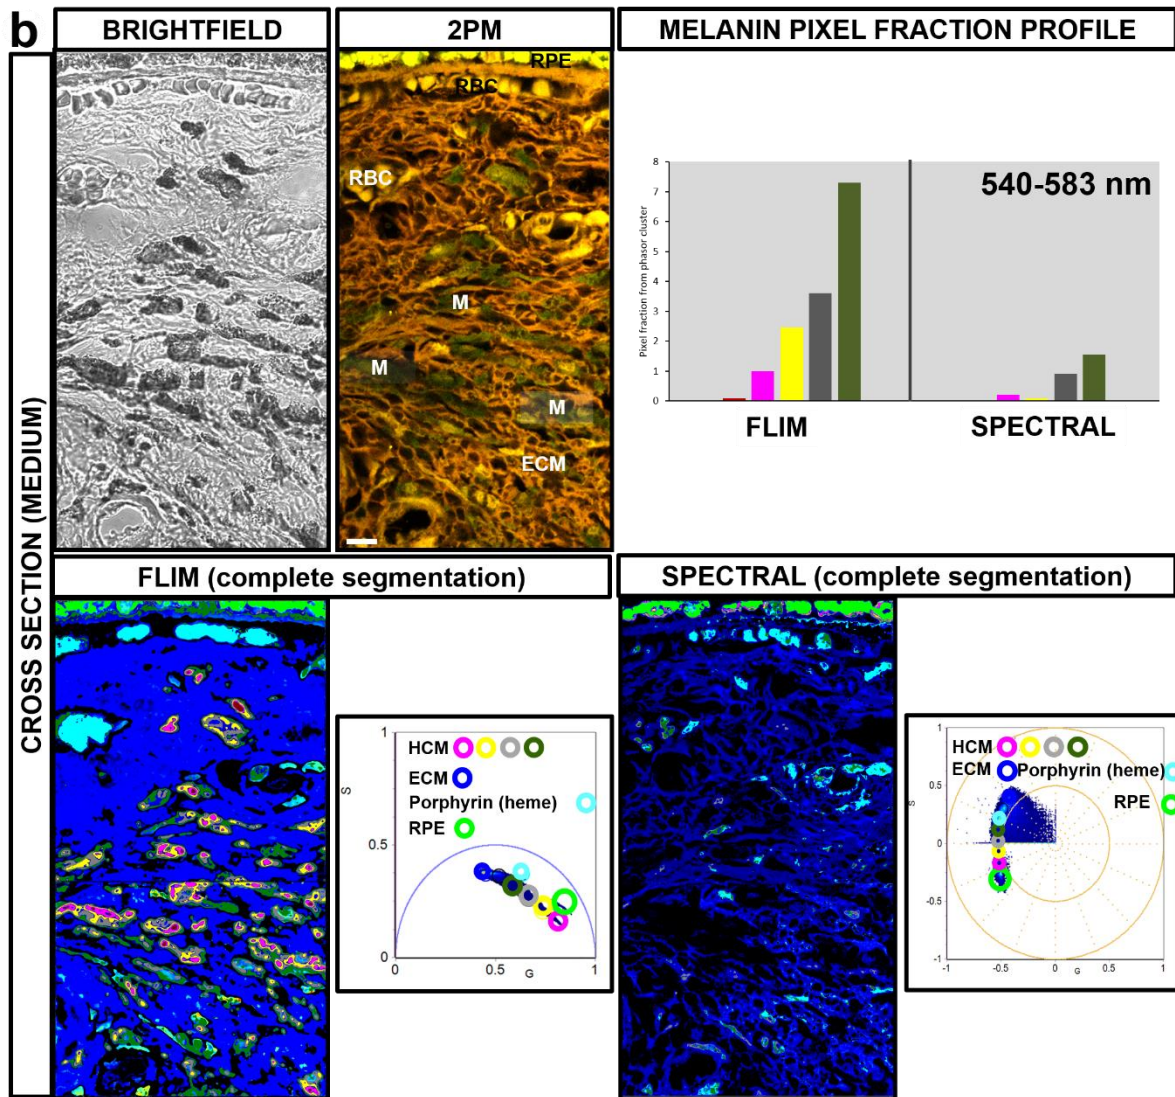 b
BRIGHTFIELD
2PM
MELANIN PIXEL FRACTION PROFILE
CROSS SECTION (MEDIUM)
RPE
RBC
RBC
M
M
M
ECM
540-583 nm
Pixel fraction from phasor cluster
8
7
6
5
4
3
2
1
0
FLIM
SPECTRAL
FLIM (complete segmentation)
SPECTRAL (complete segmentation)
1
HCM
ECM
Porphyrin (heme)
RPE
S
0.5
0
0
0.5
G
1
1
HCM
ECM
Porphyrin (heme)
RPE
S
0.5
0
-0.5
-1
-1
-0.5
0
G
0.5
1